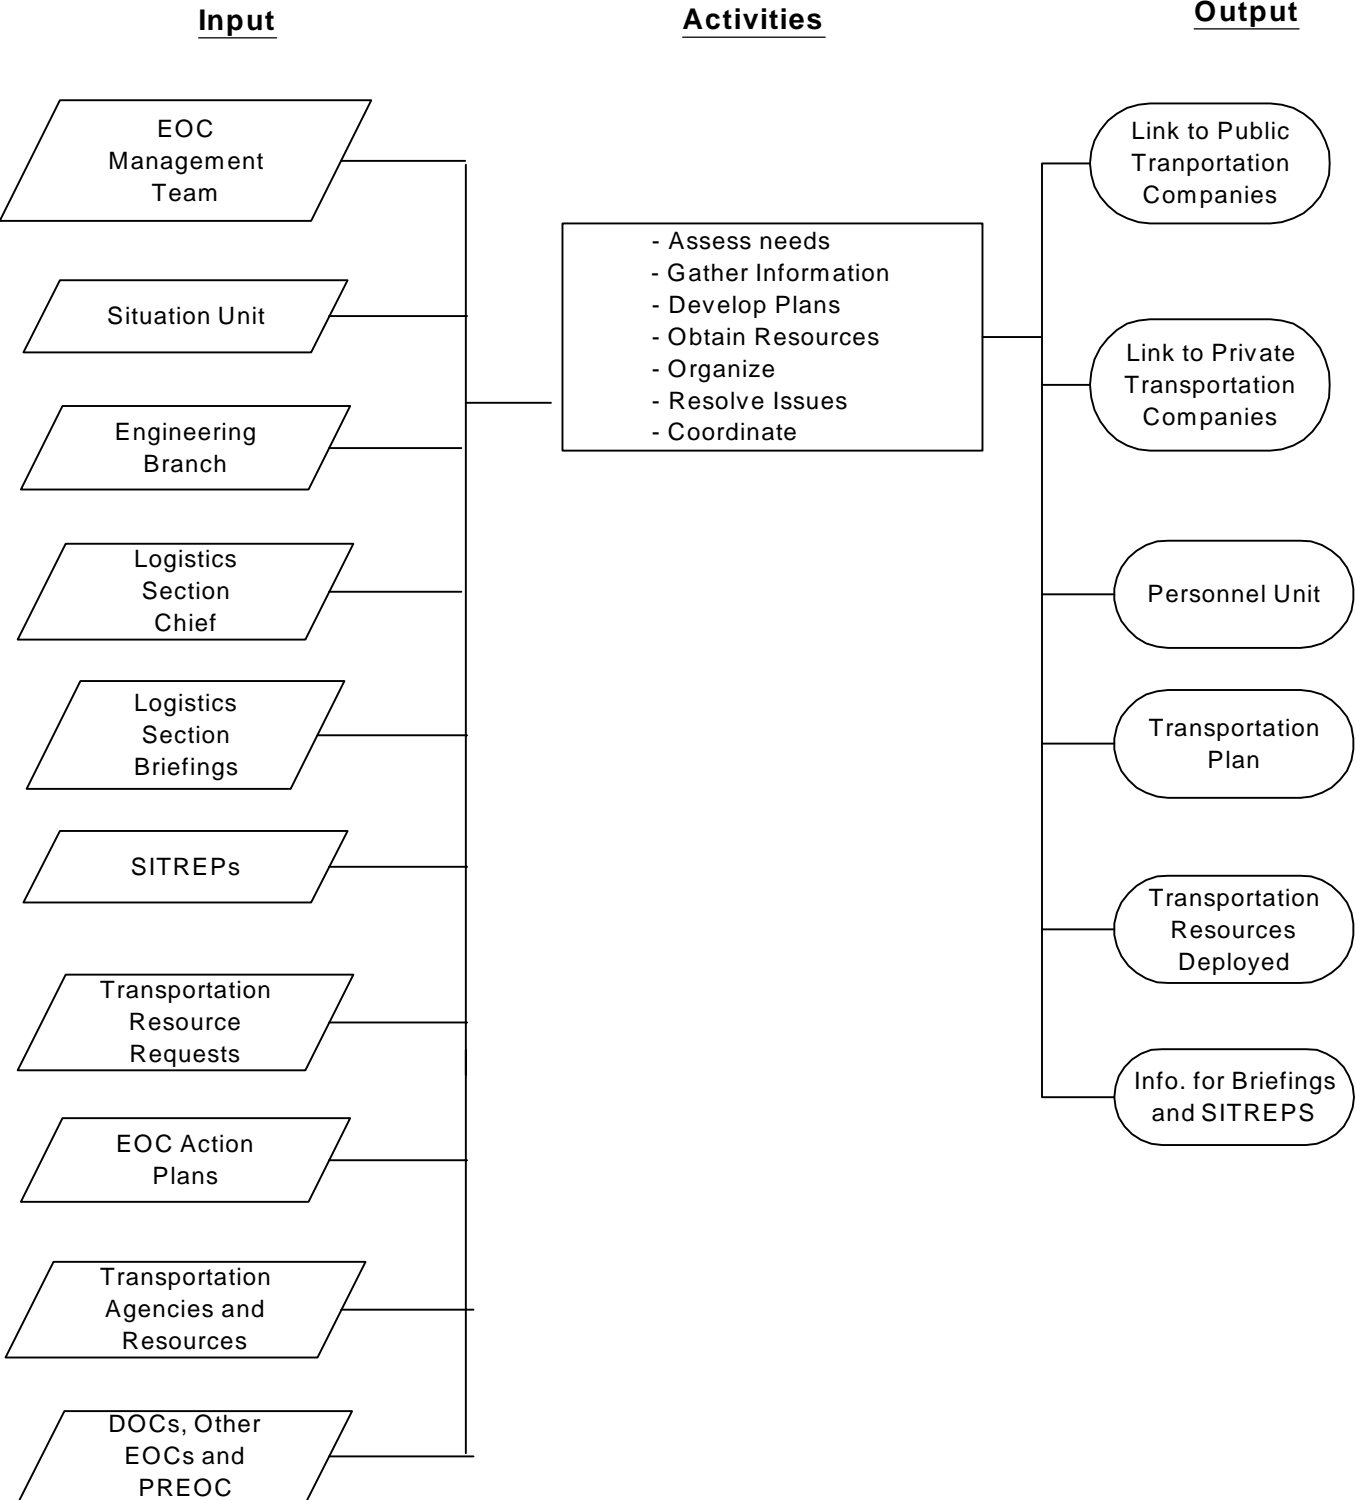 Input
Activities
Output
EOC
Management
Team
Situation Unit
Engineering
Branch
Logistics
Section
Chief
Logistics
Section
Briefings
SITREPs
Transportation
Resource
Requests
EOC Action
Plans
Transportation
Agencies and
Resources
DOCs, Other
EOCs and
PREOC
- Assess needs
- Gather Information
- Develop Plans
- Obtain Resources
- Organize
- Resolve Issues
- Coordinate
Link to Public
Tranportation
Companies
Link to Private
Transportation
Companies
Personnel Unit
Transportation
Plan
Transportation
Resources
Deployed
Info. for Briefings
and SITREPS